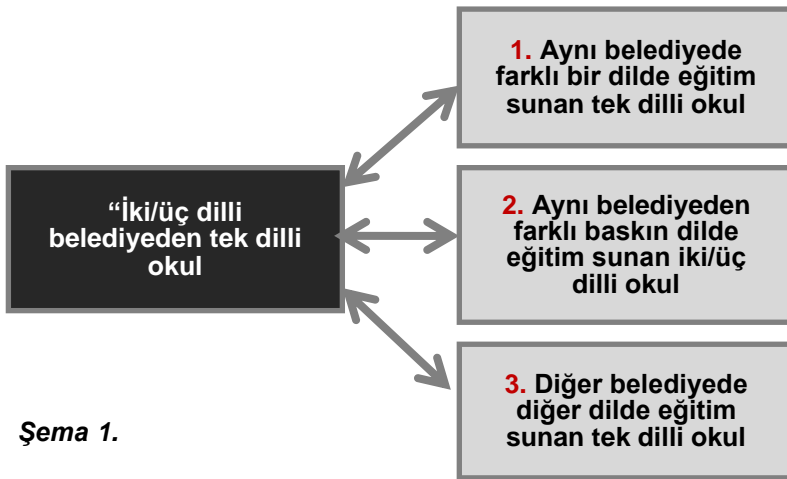 1. Aynı belediyede
farklı bir dilde eğitim
sunan tek dilli okul
“İki/üç dilli
belediyeden tek dilli
okul
2. Aynı belediyeden
farklı baskın dilde
eğitim sunan iki/üç
dilli okul
3. Diğer belediyede
diğer dilde eğitim
sunan tek dilli okul
Şema 1.